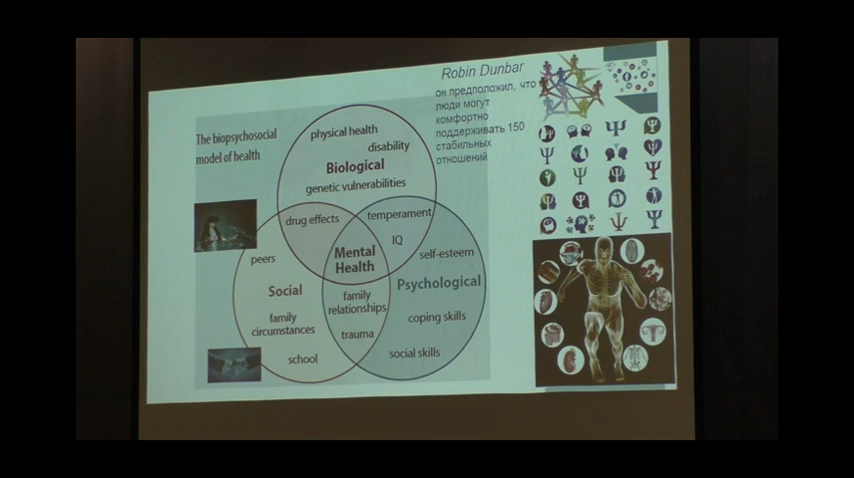 Robin Dunbar
он предположил, что
люди могут
комфортно
поддерживать 150
стабильных
отношений
The biopsychosocial
model of health
physical health
disability
Biological
genetic vulnerabilities
drug effects
temperament
IQ
peers
Mental
Health
self-esteem
Social
Psychological
family
relationships
family
circumstances
coping skills
trauma
school
social skills